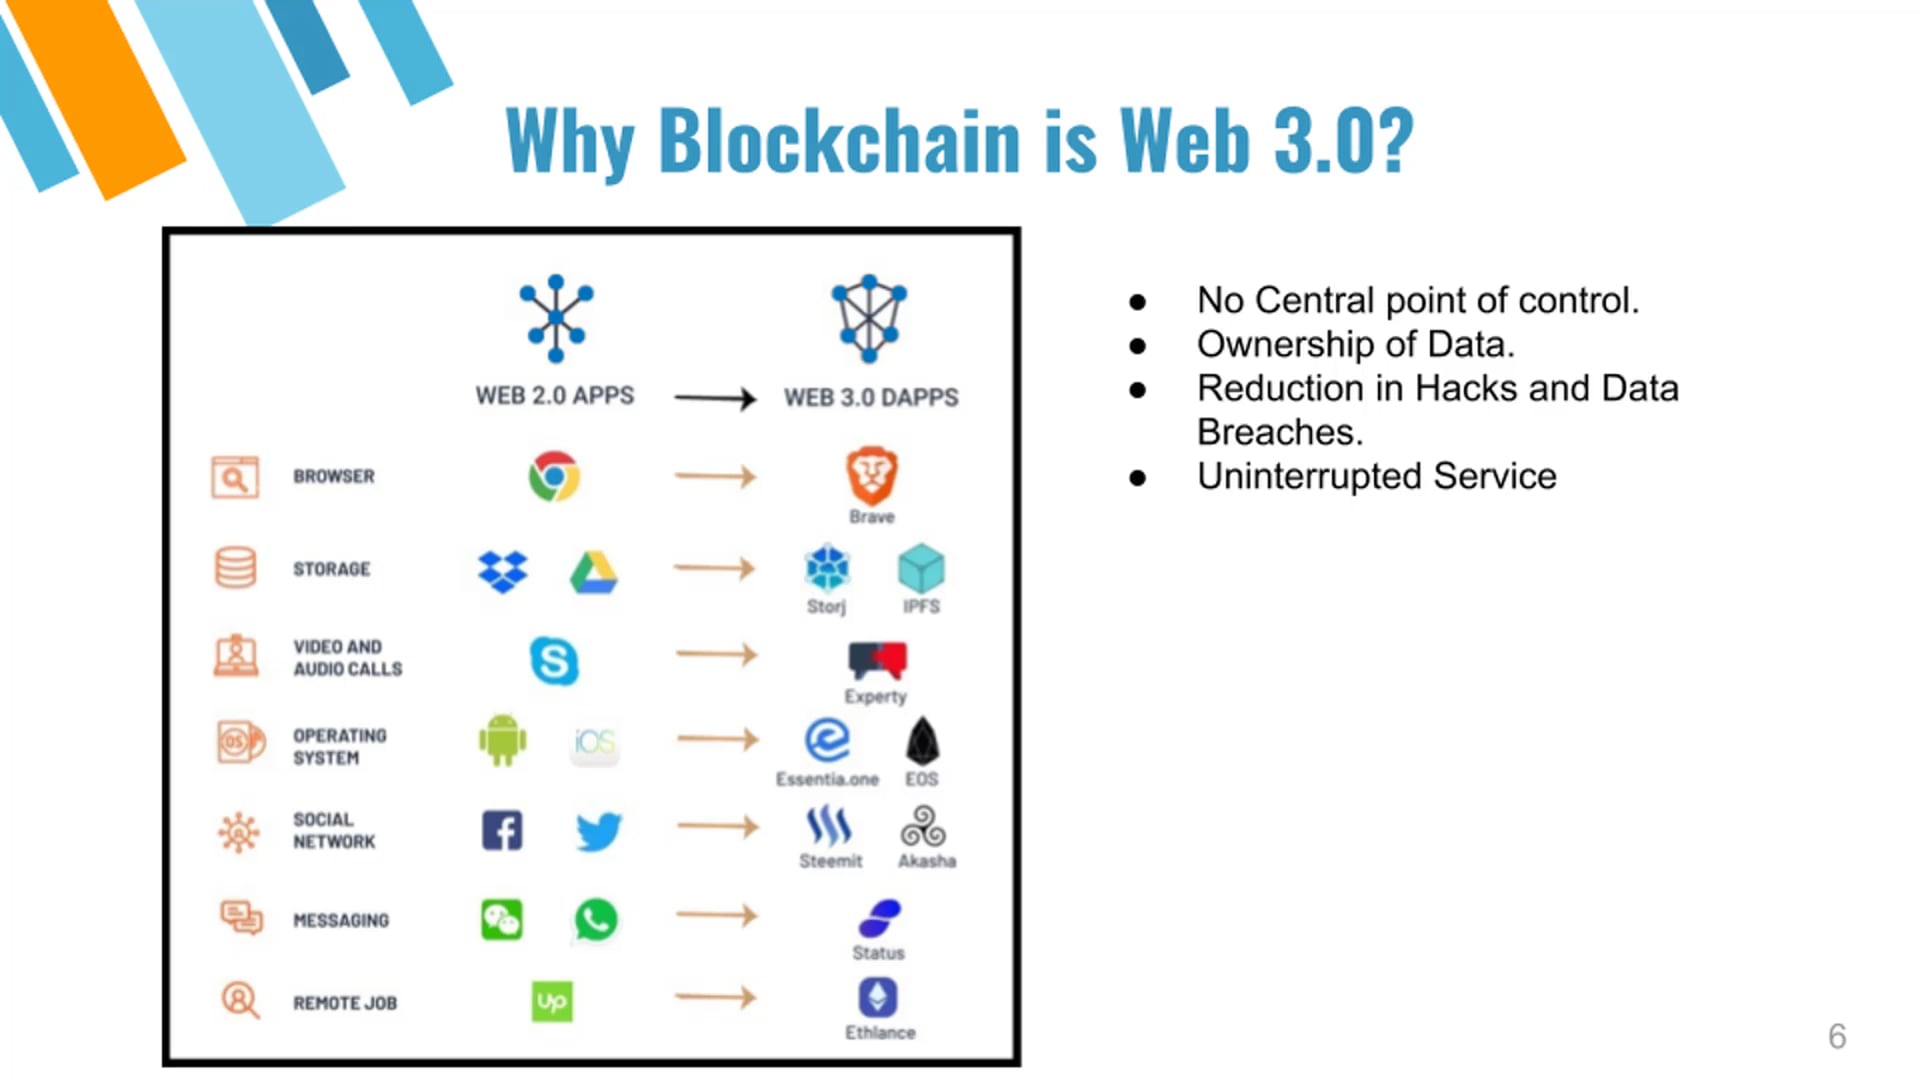 Why Blockchain is Web 3.0?
WEB 2.0 APPS
WEB 3.0 DAPPS
BROWSER
Brave
STORAGE
Storj
IPFS
VIDEO AND
AUDIO CALLS
S
Experty
OS
OPERATING
SYSTEM
iOS
Essentia.one
EOS
SOCIAL
NETWORK
f
Steemit
Akasha
MESSAGING
Status
REMOTE JOB
Up
Ethlance
● No Central point of control.
● Ownership of Data.
● Reduction in Hacks and Data
Breaches.
● Uninterrupted Service
6